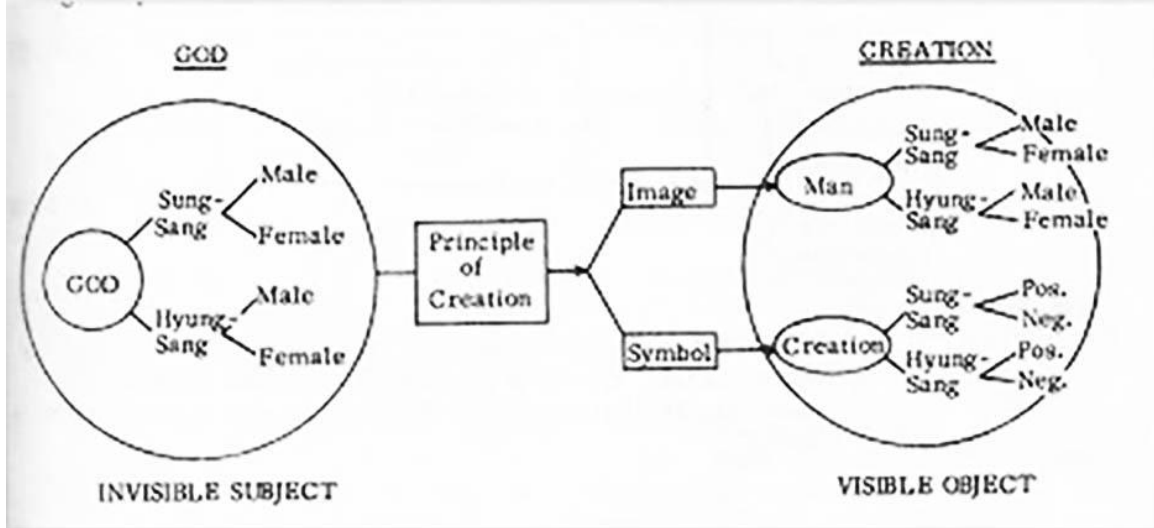 GOD
CREATION
Sung-
Sang
Male
Female
GOD
Hyung-
Sang
Male
Female
INVISIBLE SUBJECT
Principle
of
Creation
Image
Symbol
Man
Sung-
Sang
Male
Female
Hyung-
Sang
Male
Female
Creation
Sung-
Sang
Pos.
Neg.
Hyung-
Sang
Pos.
Neg.
VISIBLE OBJECT